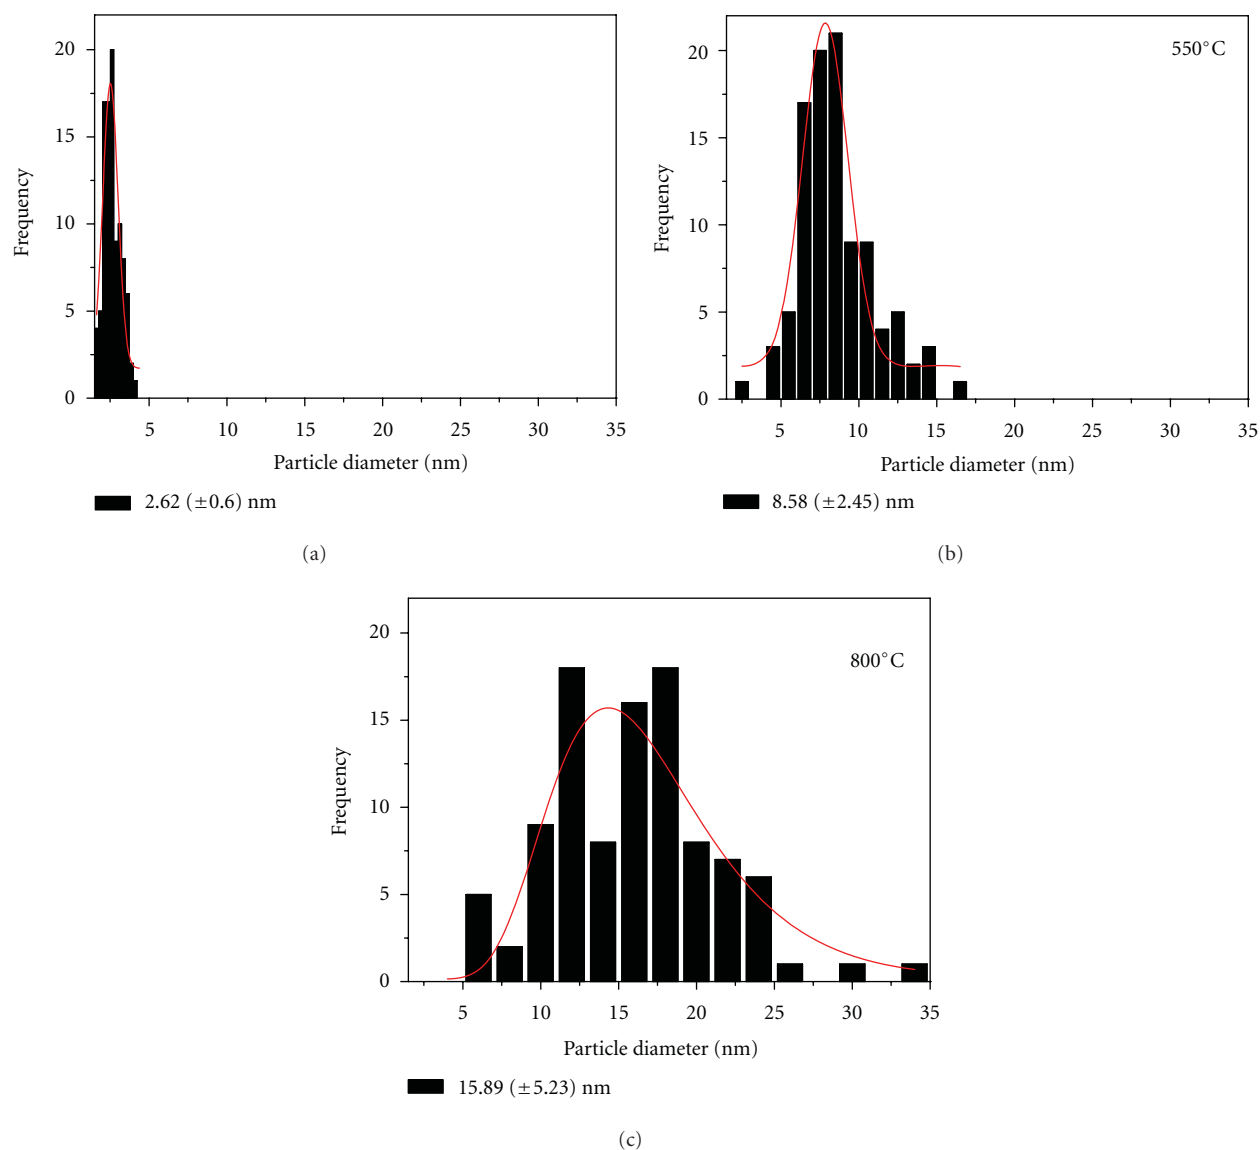 20
15
10
5
0
Frequency
5 10 15 20 25 30 35
Particle diameter (nm)
2.62 (±0.6) nm
(a)
550°C
20
15
10
5
0
Frequency
5 10 15 20 25 30 35
Particle diameter (nm)
8.58 (±2.45) nm
(b)
800°C
20
15
10
5
0
Frequency
5 10 15 20 25 30 35
Particle diameter (nm)
15.89 (±5.23) nm
(c)